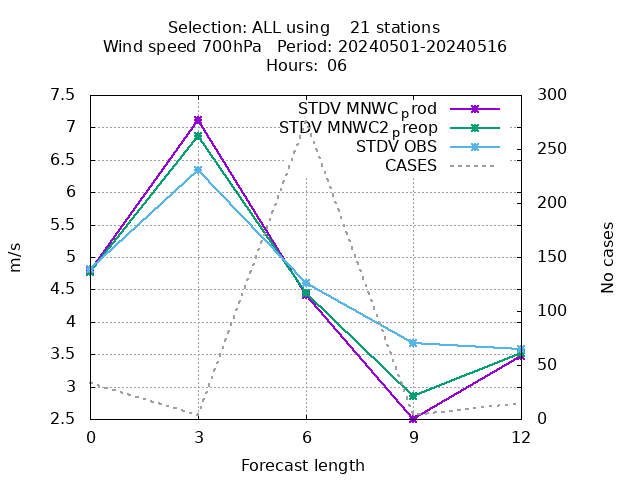 Selection: ALL using    21 stations
Wind speed 700hPa   Period: 20240501-20240516
Hours:  06
STDV MNWC_prod
STDV MNWC2_preop
STDV OBS
CASES
7.5
7
6.5
6
5.5
5
4.5
4
3.5
3
2.5
300
250
200
150
100
50
0
m/s
No cases
0 3 6 9 12
Forecast length